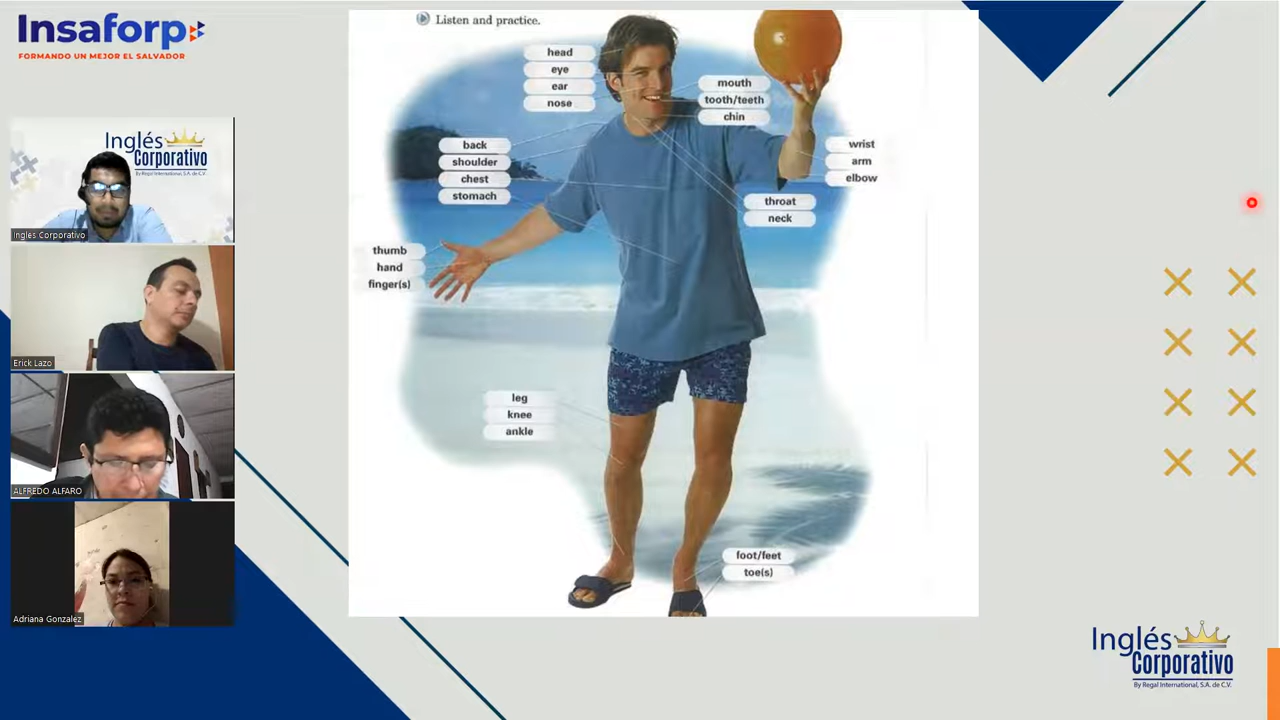 Insaforp
FORMANDO UN MEJOR EL SALVADOR
Inglés
Corporativo
By Regal International, S.A. de C.V.
Ingles Corporativo
Erick Lazo
ALFREDO ALFARO
Adriana Gonzalez
Listen and practice.
head
eye
ear
nose
mouth
tooth/teeth
chin
back
shoulder
chest
stomach
wrist
arm
elbow
throat
neck
thumb
hand
finger(s)
leg
knee
ankle
foot/feet
toe(s)
Inglés
Corporativo
By Regal International, S.A. de C.V.